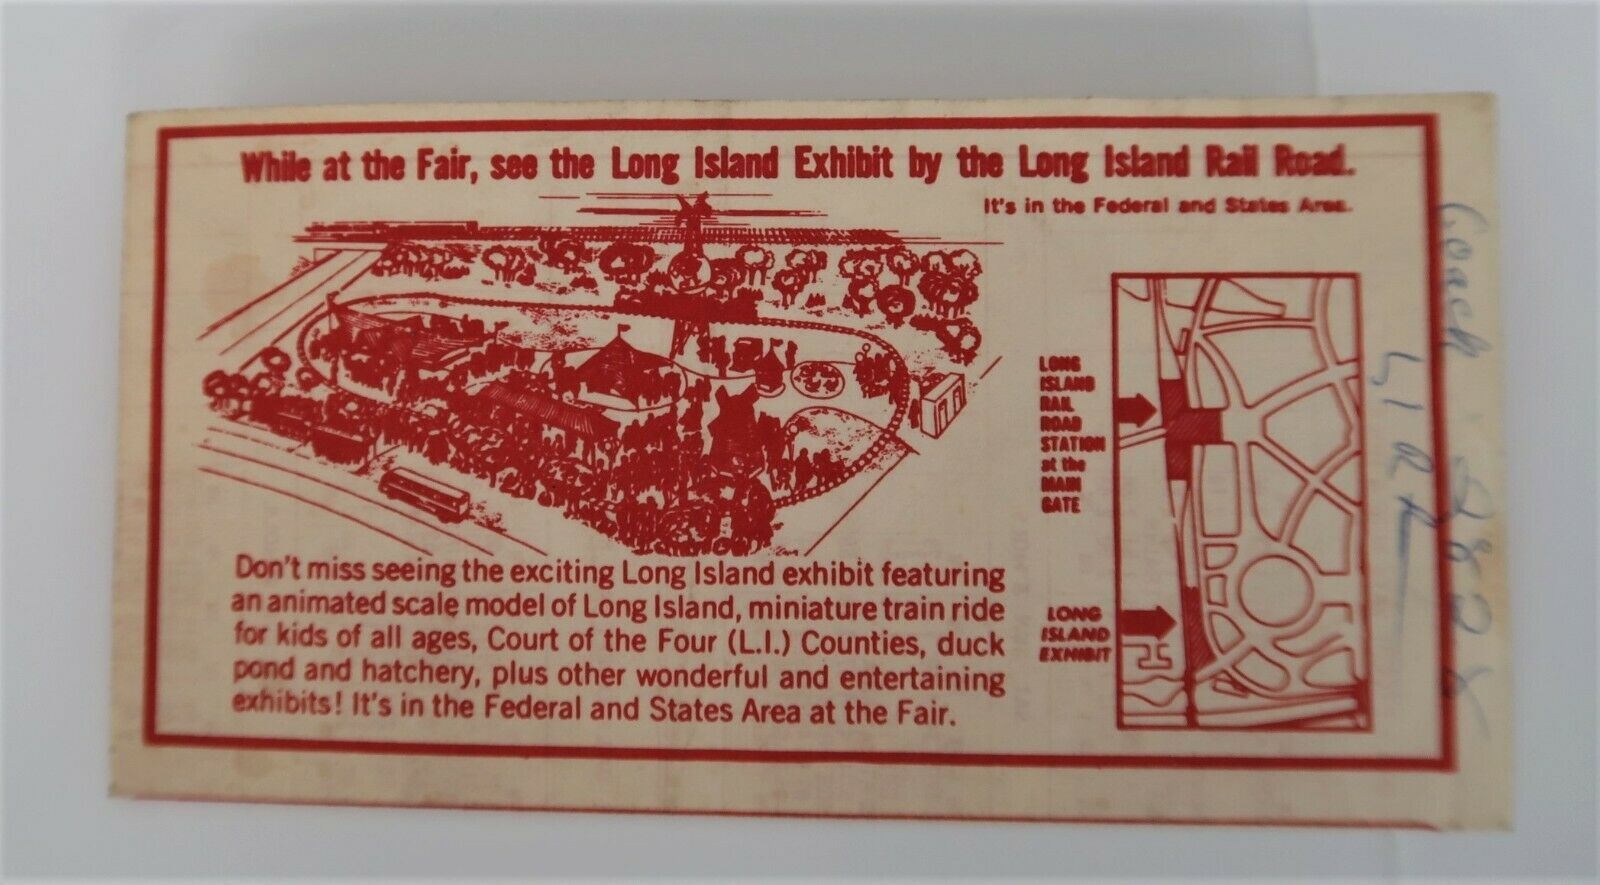 While at the Fair, see the Long Island Exhibit by the Long Island Rail Road.
It's in the Federal and States Area.
LONG
ISLAND
RAIL
ROAD
STATION
at the
MAIN
GATE
LONG
ISLAND
EXHIBIT
Don't miss seeing the exciting Long Island exhibit featuring
an animated scale model of Long Island, miniature train ride
for kids of all ages, Court of the Four (L.I.) Counties, duck
pond and hatchery, plus other wonderful and entertaining
exhibits! It's in the Federal and States Area at the Fair.
Coach